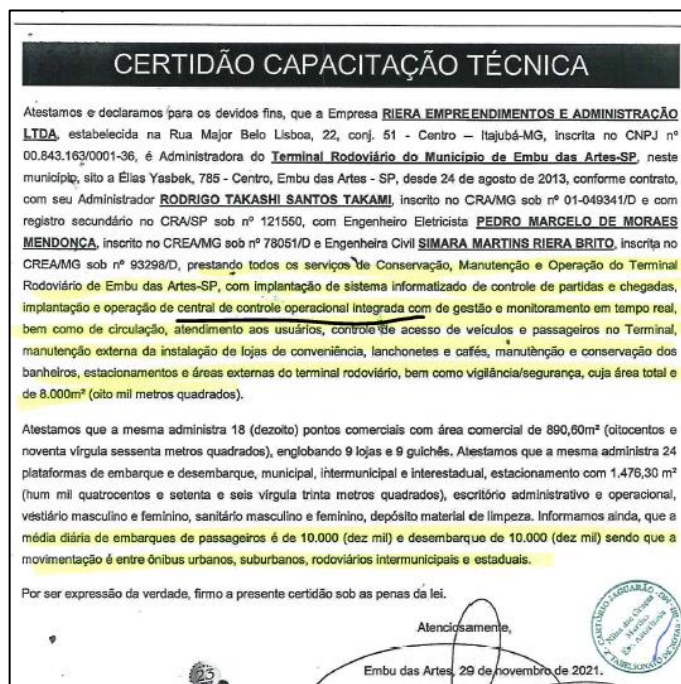 CERTIDÃO CAPACITAÇÃO TÉCNICA
Atestamos e declaramos para os devidos fins, que a Empresa RIERA EMPREENDIMENTOS E ADMINISTRAÇÃO
LTDA, estabelecida na Rua Major Belo Lisboa, 22, conj. 51 - Centro – Itajubá-MG, inscrita no CNPJ nº
00.843.163/0001-36, é Administradora do Terminal Rodoviário do Municipio de Embu das Artes-SP, neste
município, sito a Élias Yasbek, 785 - Centro, Embu das Artes - SP, desde 24 de agosto de 2013, conforme contrato,
com seu Administrador RODRIGO TAKASHI SANTOS TAKAMI, inscrito no CRA/MG sob nº 01-049341/D e com
registro secundário no CRA/SP sob nº 121550, com Engenheiro Eletricista PEDRO MARCELO DE MORAES
MENDONÇA, inscrito no CREA/MG sob nº 78051/D e Engenheira Civil SIMARA MARTINS RIERA BRITO, inscrita no
CREA/MG sob nº 93298/D, prestando todos os serviços de Conservação, Manutenção e Operação do Terminal
Rodoviário de Embu das Artes-SP, com implantação de sistema informatizado de controle de partidas e chegadas,
implantação e operação de central de controle operacional integrada com de gestão e monitoramento em tempo real,
bem como de circulação, atendimento aos usuários, controle de acesso de veículos e passageiros no Terminal,
manutenção externa da instalação de lojas de conveniência, lanchonetes e cafés, manutenção e conservação dos
banheiros, estacionamentos e áreas externas do terminal rodoviário, bem como vigilância/segurança, cuja área total e
de 8.000m² (oito mil metros quadrados).
Atestamos que a mesma administra 18 (dezoito) pontos comerciais com área comercial de 890,60m² (oitocentos e
noventa vírgula sessenta metros quadrados), englobando 9 lojas e 9 guichês. Atestamos que a mesma administra 24
plataformas de embarque e desembarque, municipal, intermunicipal e interestadual, estacionamento com 1.476,30 m²
(hum mil quatrocentos e setenta e seis vírgula trinta metros quadrados), escritório administrativo e operacional,
vestiário masculino e feminino, sanitário masculino e feminino, depósito material de limpeza. Informamos ainda, que a
média diária de embarques de passageiros é de 10.000 (dez mil) e desembarque de 10.000 (dez mil) sendo que a
movimentação é entre ônibus urbanos, suburbanos, rodoviários intermunicipais e estaduais.
Por ser expressão da verdade, firmo a presente certidão sob as penas da lei.
Atenciosamente,
Embu das Artes, 29 de novembro de 2021.
23
CARTÓRIO JAGUARÃO
TABELIONATO DE NOTAS